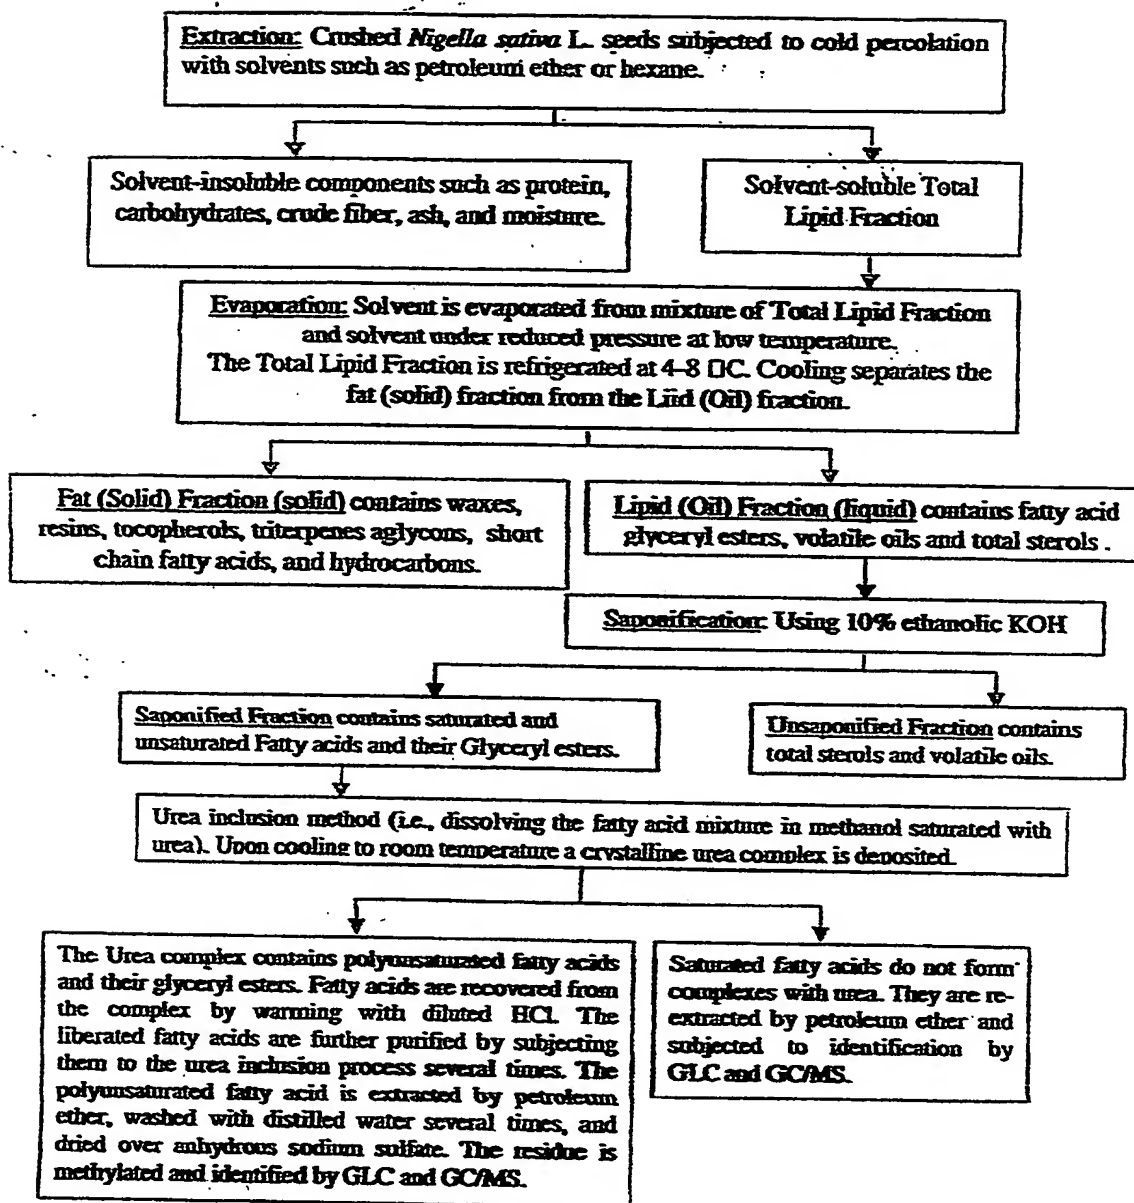 Extraction: Crushed Nigella sativa L. seeds subjected to cold percolation
with solvents such as petroleum ether or hexane.
Solvent-insoluble components such as protein,
carbohydrates, crude fiber, ash, and moisture.
Solvent-soluble Total
Lipid Fraction
Evaporation: Solvent is evaporated from mixture of Total Lipid Fraction
and solvent under reduced pressure at low temperature.
The Total Lipid Fraction is refrigerated at 4-8 □C. Cooling separates the
fat (solid) fraction from the Liid (Oil) fraction.
Fat (Solid) Fraction (solid) contains waxes,
resins, tocopherols, triterpenes aglycons, short
chain fatty acids, and hydrocarbons.
Lipid (Oil) Fraction (liquid) contains fatty acid
glyceryl esters, volatile oils and total sterols .
Saponification: Using 10% ethanolic KOH
Saponified Fraction contains saturated and
unsaturated Fatty acids and their Glyceryl esters.
Unsaponified Fraction contains
total sterols and volatile oils.
Urea inclusion method (i.e., dissolving the fatty acid mixture in methanol saturated with
urea). Upon cooling to room temperature a crystalline urea complex is deposited.
The Urea complex contains polyunsaturated fatty acids
and their glyceryl esters. Fatty acids are recovered from
the complex by warming with diluted HCl. The
liberated fatty acids are further purified by subjecting
them to the urea inclusion process several times. The
polyunsaturated fatty acid is extracted by petroleum
ether, washed with distilled water several times, and
dried over anhydrous sodium sulfate. The residue is
methylated and identified by GLC and GC/MS.
Saturated fatty acids do not form
complexes with urea. They are re-
extracted by petroleum ether and
subjected to identification by
GLC and GC/MS.